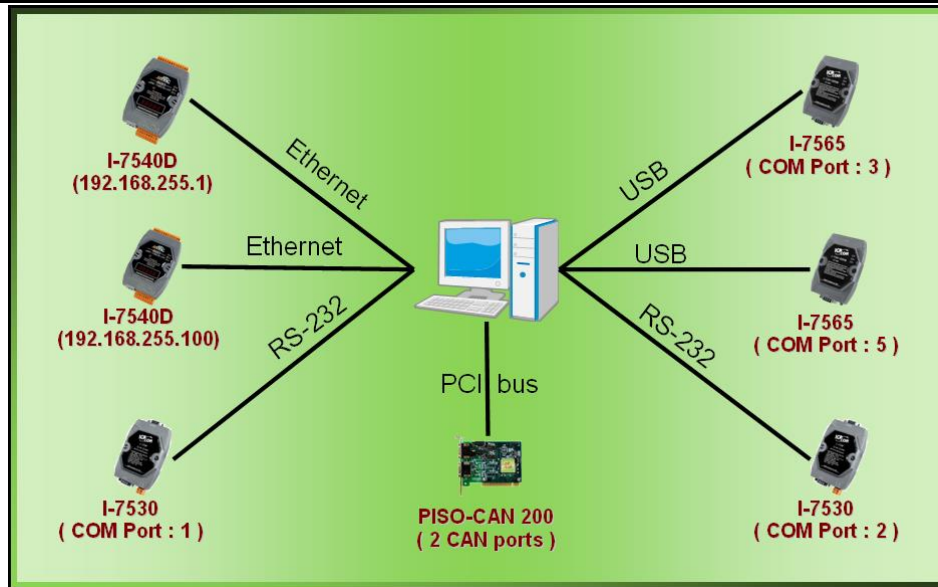 I-7540D
(192.168.255.1)
Ethernet
I-7565
( COM Port : 3 )
USB
I-7540D
(192.168.255.100)
Ethernet
I-7565
( COM Port : 5 )
USB
I-7530
( COM Port : 1 )
RS-232
PCI bus
PISO-CAN 200
( 2 CAN ports )
RS-232
I-7530
( COM Port : 2 )